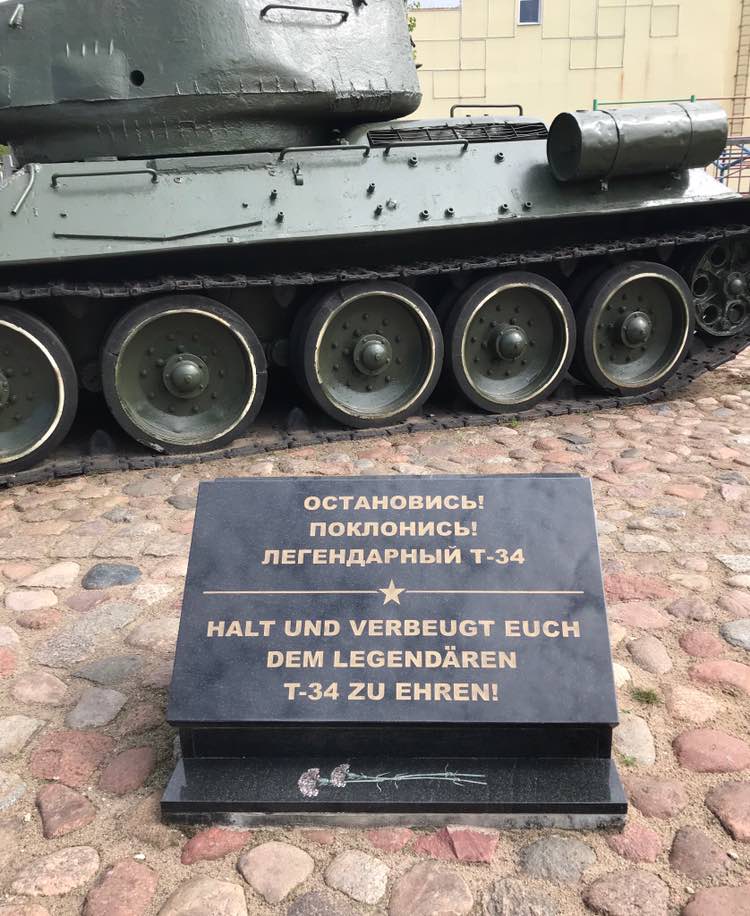 ОСТАНОВИСЬ!
ПОКЛОНИСЬ!
ЛЕГЕНДАРНЫЙ Т-34
HALT UND VERBEUGT EUCH
DEM LEGENDÄREN
T-34 ZU EHREN!